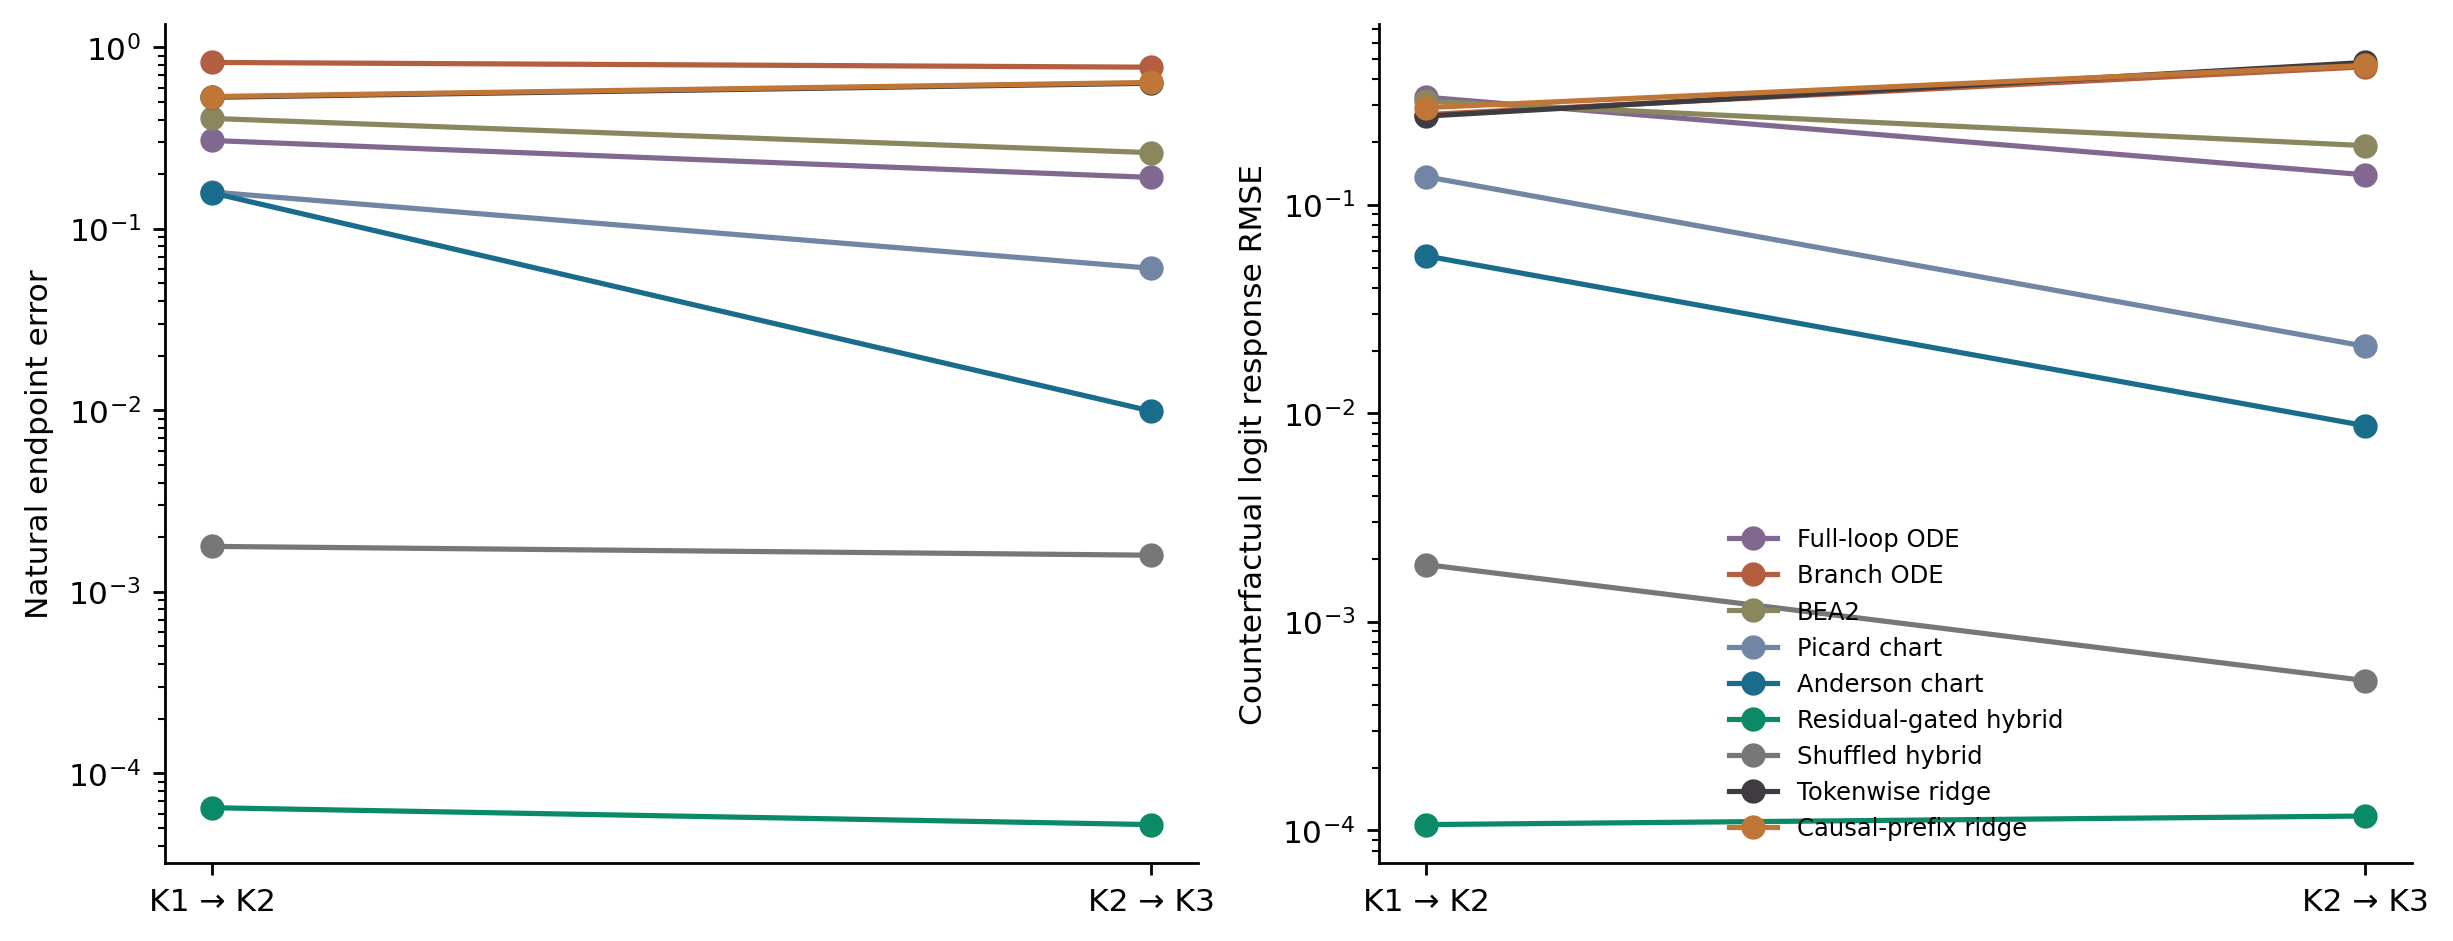 Natural endpoint error
10⁰
10⁻¹
10⁻²
10⁻³
10⁻⁴
K1 → K2
K2 → K3
Counterfactual logit response RMSE
10⁻¹
10⁻²
10⁻³
10⁻⁴
Full-loop ODE
Branch ODE
BEA2
Picard chart
Anderson chart
Residual-gated hybrid
Shuffled hybrid
Tokenwise ridge
Causal-prefix ridge
K1 → K2
K2 → K3